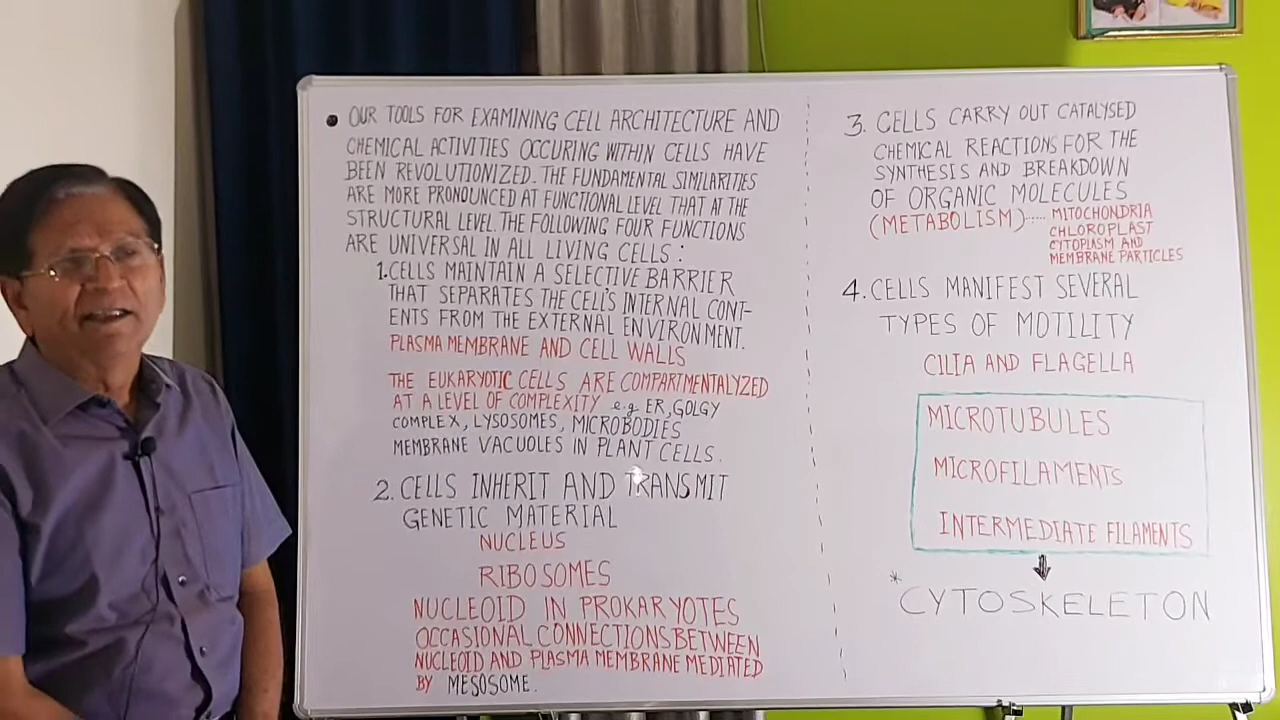 OUR TOOLS FOR EXAMINING CELL ARCHITECTURE AND
CHEMICAL ACTIVITIES OCCURING WITHIN CELLS HAVE
BEEN REVOLUTIONIZED. THE FUNDAMENTAL SIMILARITIES
ARE MORE PRONOUNCED AT FUNCTIONAL LEVEL THAT AT THE
STRUCTURAL LEVEL. THE FOLLOWING FOUR FUNCTIONS
ARE UNIVERSAL IN ALL LIVING CELLS :
1. CELLS MAINTAIN A SELECTIVE BARRIER
THAT SEPARATES THE CELL'S INTERNAL CONT-
ENTS FROM THE EXTERNAL ENVIRONMENT.
PLASMA MEMBRANE AND CELL WALLS
THE EUKARYOTIC CELLS ARE COMPARTMENTALYZED
AT A LEVEL OF COMPLEXITY e.g ER, GOLGY
COMPLEX, LYSOSOMES, MICROBODIES
MEMBRANE VACUOLES IN PLANT CELLS.
2. CELLS INHERIT AND TRANSMIT
GENETIC MATERIAL
NUCLEUS
RIBOSOMES
NUCLEOID IN PROKARYOTES
OCCASIONAL CONNECTIONS BETWEEN
NUCLEOID AND PLASMA MEMBRANE MEDIATED
BY MESOSOME.
3. CELLS CARRY OUT CATALYSED
CHEMICAL REACTIONS FOR THE
SYNTHESIS AND BREAKDOWN
OF ORGANIC MOLECULES
(METABOLISM)..... MITOCHONDRIA
CHLOROPLAST
CYTOPLASM AND
MEMBRANE PARTICLES
4. CELLS MANIFEST SEVERAL
TYPES OF MOTILITY
CILIA AND FLAGELLA
MICROTUBULES
MICROFILAMENTS
INTERMEDIATE FILAMENTS
* CYTOSKELETON